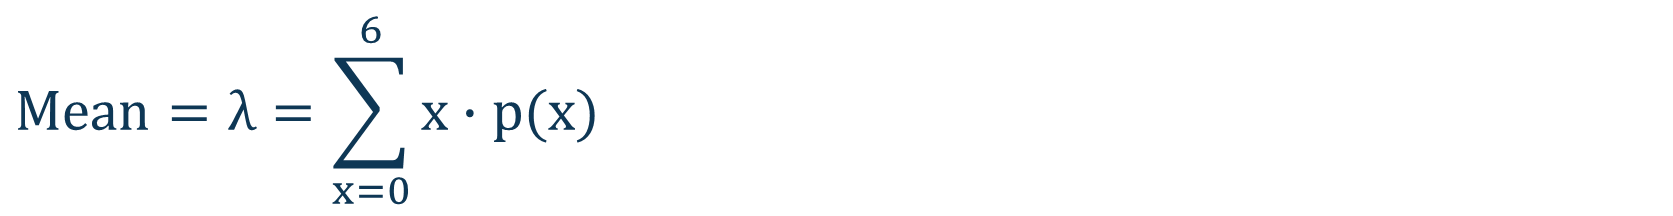 Mean = λ = ∑_{x=0}^{6} x · p(x)